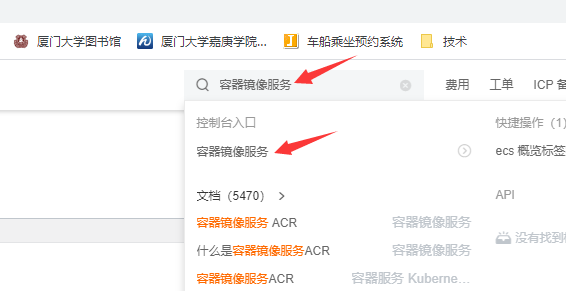 厦门大学图书馆 厦门大学嘉庚学院... 车船乘坐预约系统 技术
容器镜像服务 费用 工单 ICP 备
控制台入口 快捷操作（1）
容器镜像服务 ecs 概览标签
文档（5470） API
容器镜像服务 ACR 容器镜像服务
什么是容器镜像服务ACR 容器镜像服务 没有找到
容器镜像服务ACR 容器服务 Kuberne...